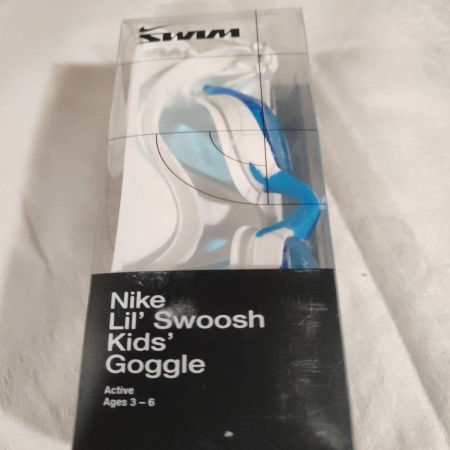 SWIM
Nike
Lil' Swoosh
Kids'
Goggle
Active
Ages 3 – 6